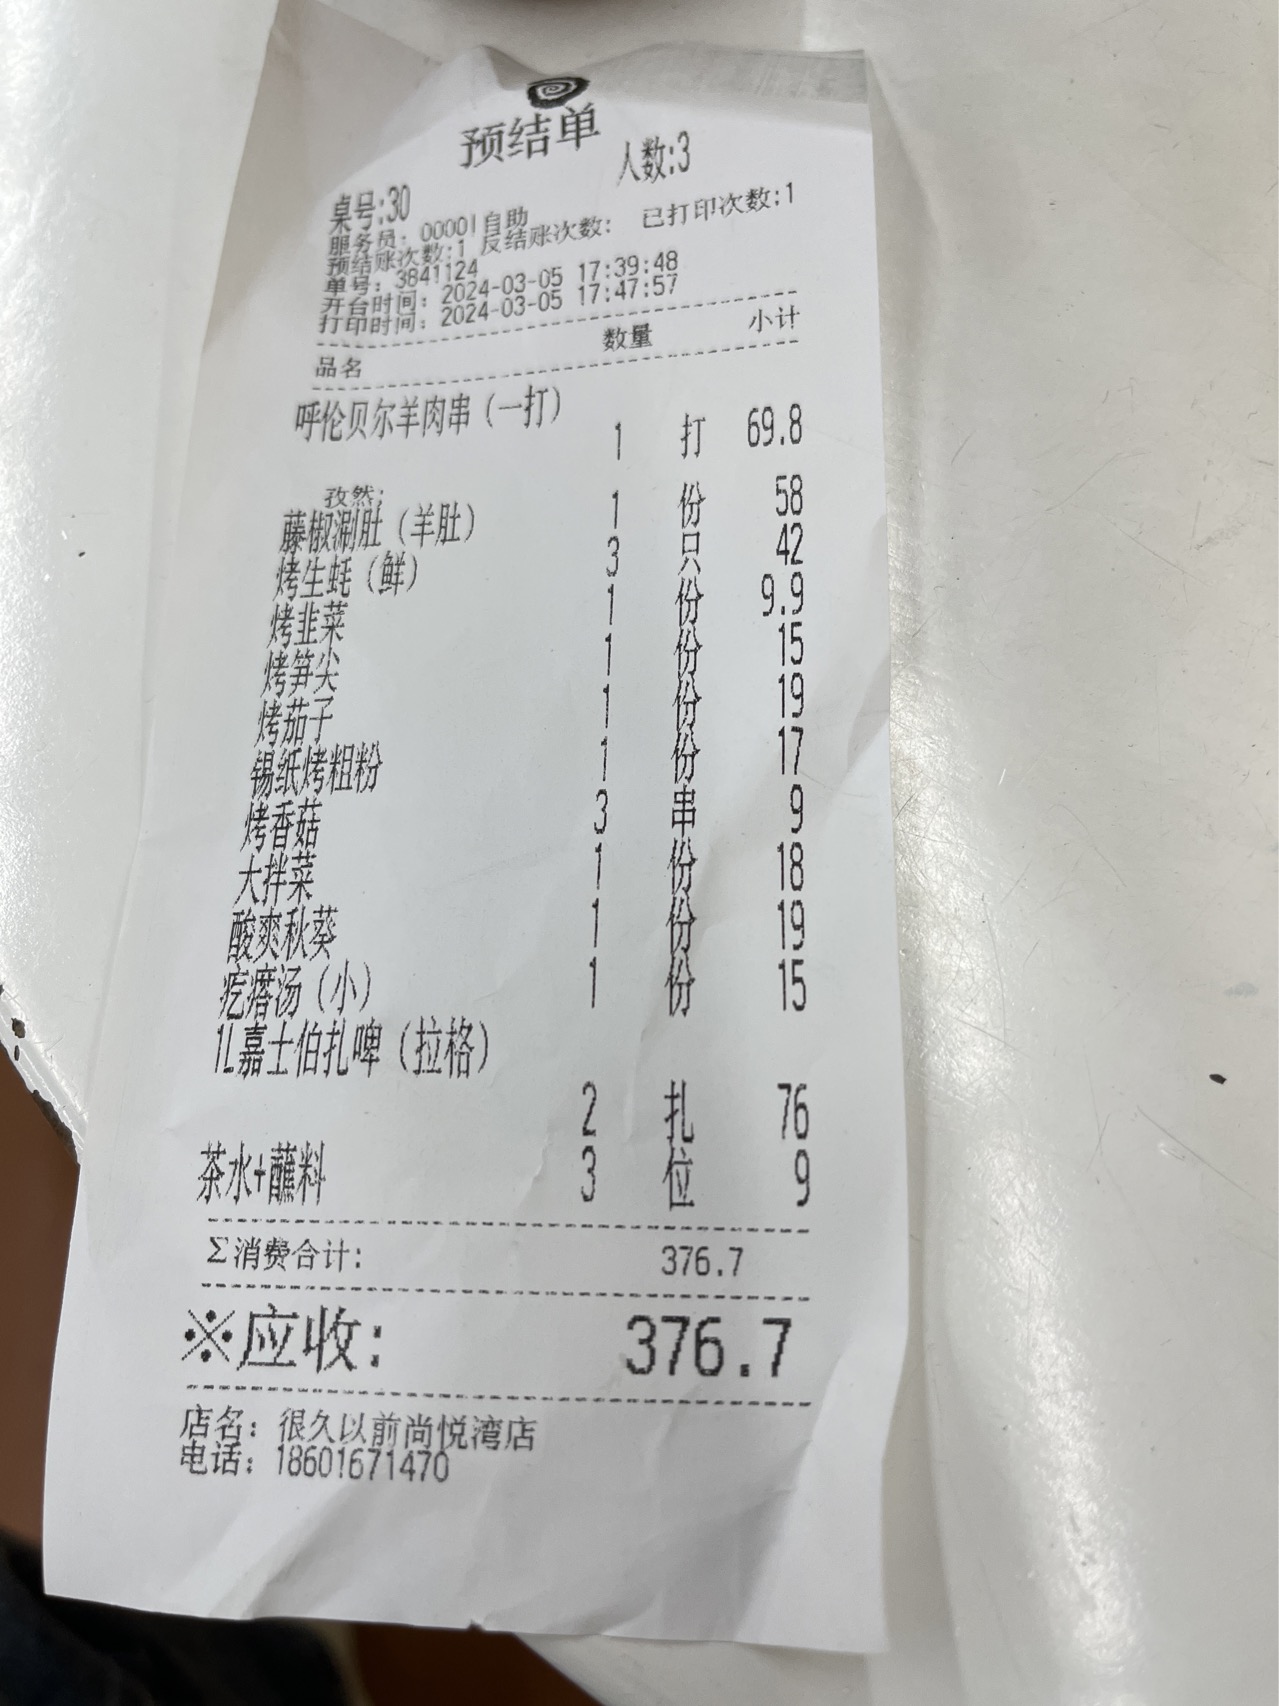 预结单
桌号:30 人数:3
服务员: 00001自助
预结账次数:1 反结账次数: 已打印次数:1
单号: 3841124
开台时间: 2024-03-05 17:39:48
打印时间: 2024-03-05 17:47:57
品名 数量 小计
呼伦贝尔羊肉串(一打)
1 打 69.8
孜然;
藤椒涮肚(羊肚) 1 份 58
烤生蚝(鲜) 3 只 42
烤韭菜 1 份 9.9
烤笋尖 1 份 15
烤茄子 1 份 19
锡纸烤粗粉 1 份 17
烤香菇 3 串 9
大拌菜 1 份 18
酸爽秋葵 1 份 19
疙瘩汤(小) 1 份 15
1L嘉士伯扎啤(拉格)
2 扎 76
茶水+蘸料 3 位 9
Σ消费合计: 376.7
※应收: 376.7
店名: 很久以前尚悦湾店
电话: 18601671470